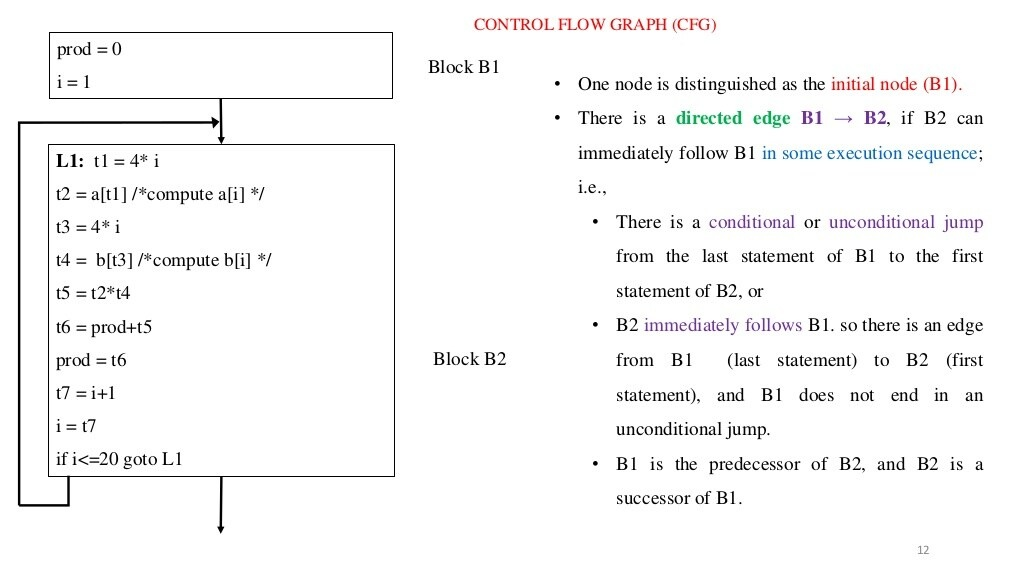 CONTROL FLOW GRAPH (CFG)
prod = 0
i = 1
Block B1
L1: t1 = 4* i
t2 = a[t1] /*compute a[i] */
t3 = 4* i
t4 = b[t3] /*compute b[i] */
t5 = t2*t4
t6 = prod+t5
prod = t6
t7 = i+1
i = t7
if i<=20 goto L1
Block B2
• One node is distinguished as the initial node (B1).
• There is a directed edge B1 → B2, if B2 can
immediately follow B1 in some execution sequence;
i.e.,
• There is a conditional or unconditional jump
from the last statement of B1 to the first
statement of B2, or
• B2 immediately follows B1. so there is an edge
from B1 (last statement) to B2 (first
statement), and B1 does not end in an
unconditional jump.
• B1 is the predecessor of B2, and B2 is a
successor of B1.
12